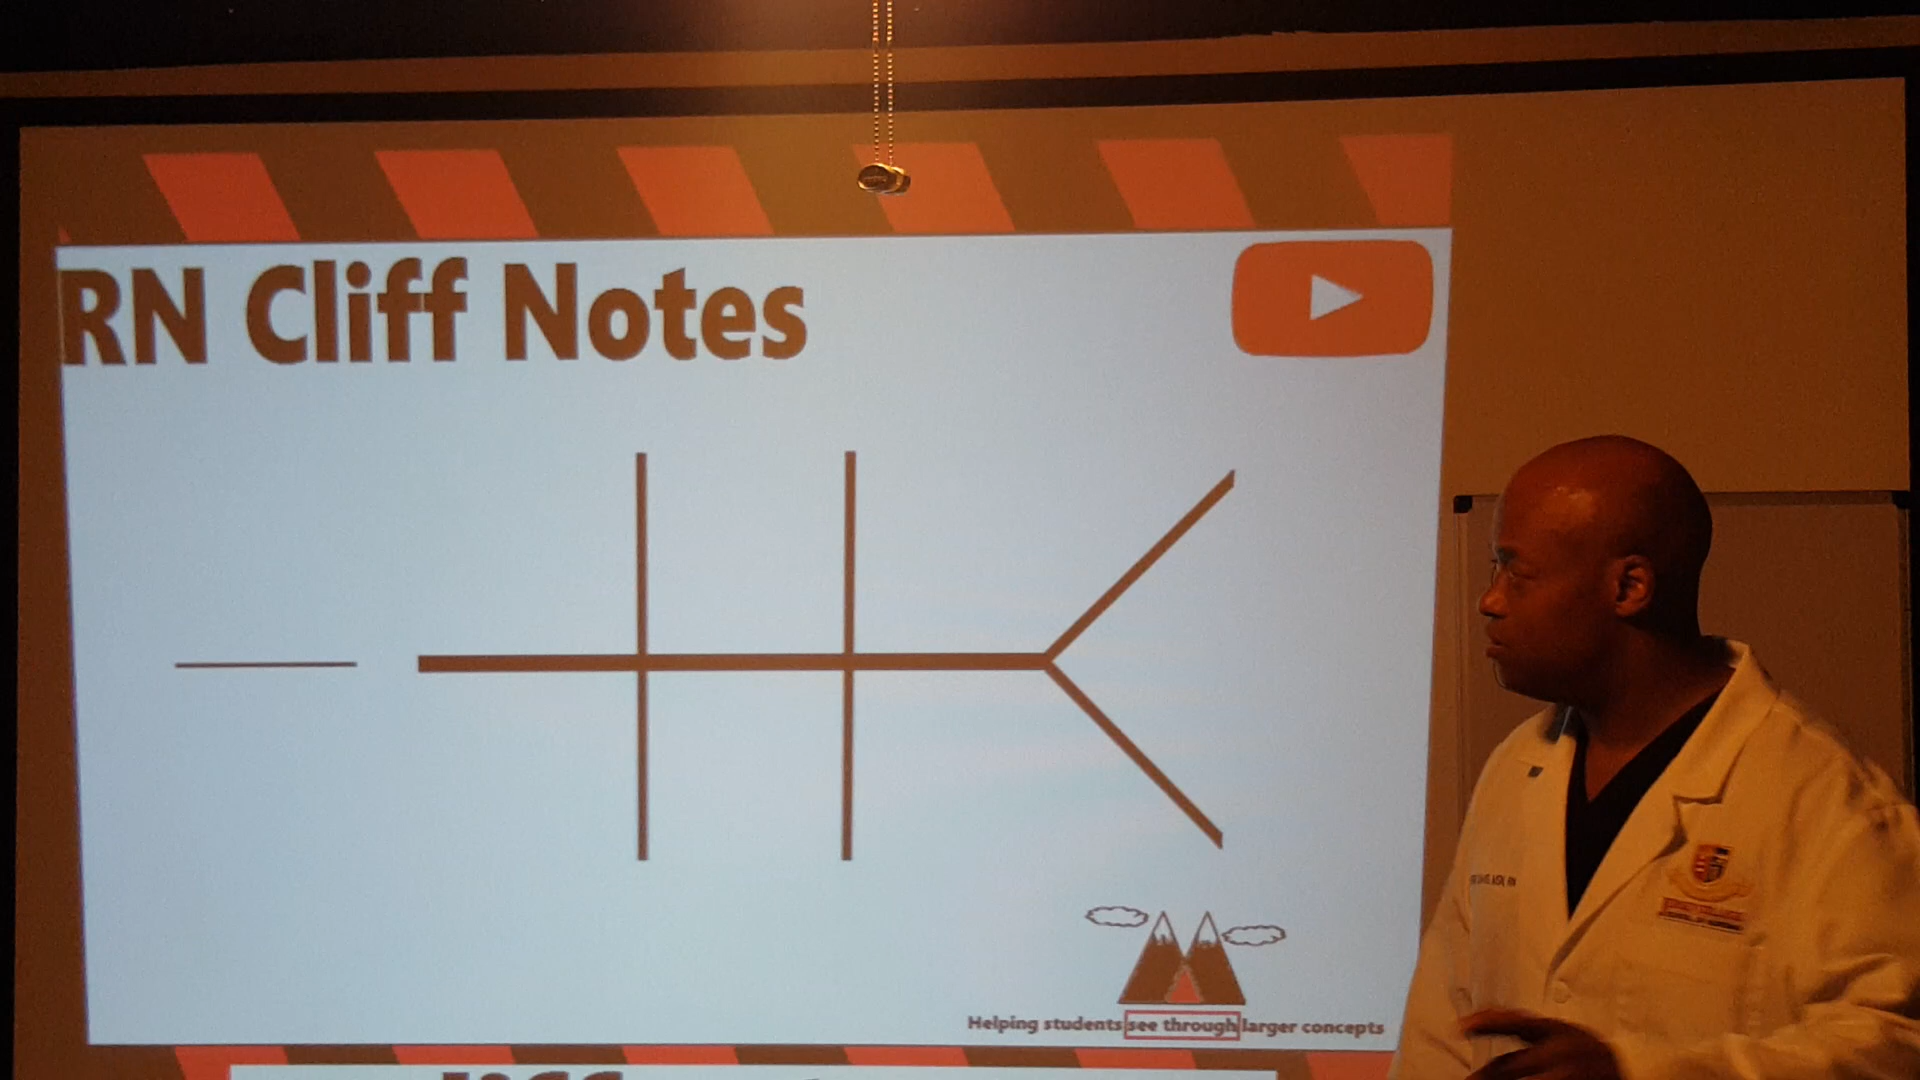 RN Cliff Notes
Helping students see through larger concepts